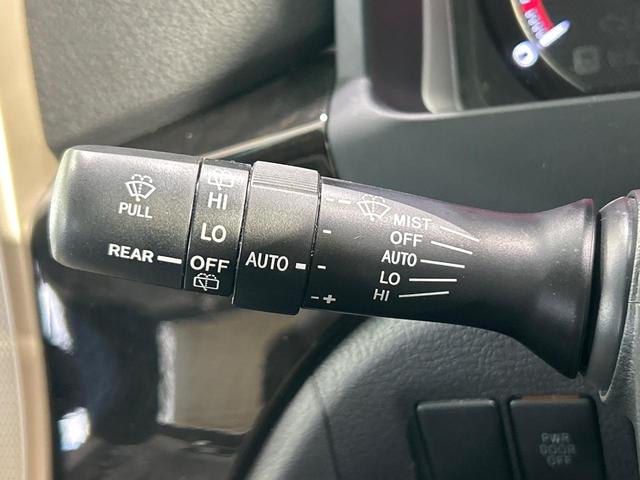 PULL
REAR
HI
LO
OFF
AUTO
- +
MIST
OFF
AUTO
LO
HI
PWR
DOOR
OFF